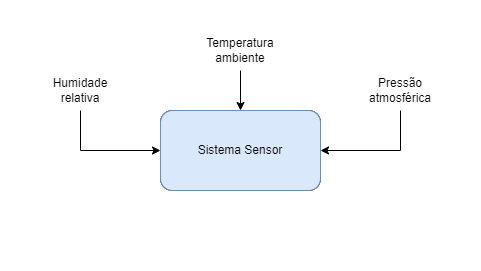 Temperatura
ambiente
Humidade
relativa
Pressão
atmosférica
Sistema Sensor